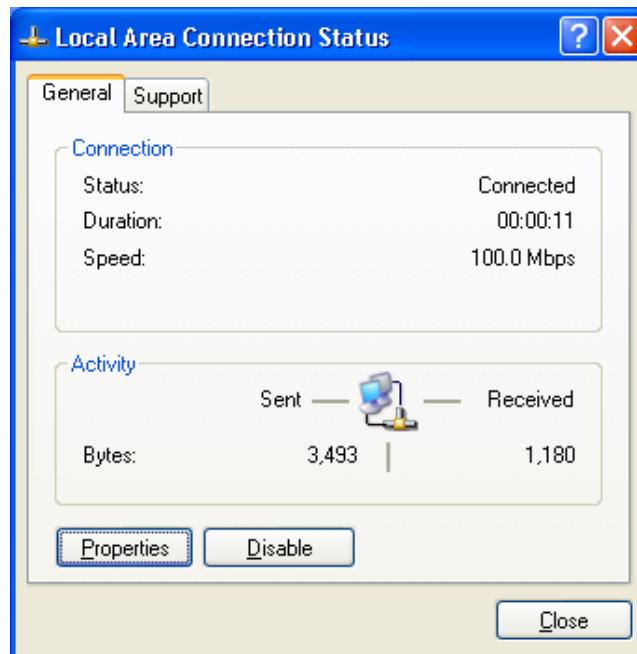 Local Area Connection Status
General Support
Connection
Status: Connected
Duration: 00:00:11
Speed: 100.0 Mbps
Activity
Sent Received
Bytes: 3,493 1,180
Properties Disable
Close